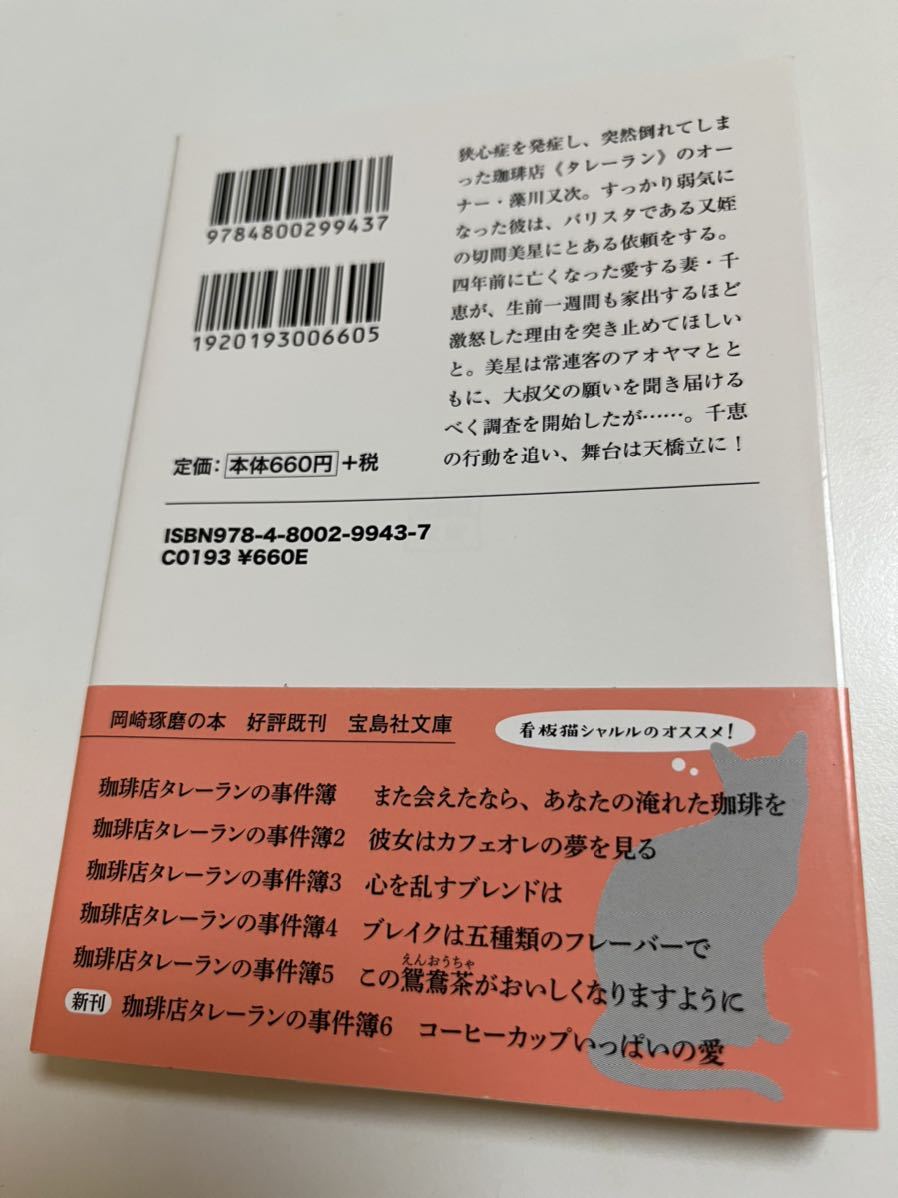 9784800299437
1920193006605
狭心症を発症し、突然倒れてしま
った珈琲店《タレーラン》のオー
ナー・藻川又次。すっかり弱気に
なった彼は、バリスタである又姪
の切間美星にとある依頼をする。
四年前に亡くなった愛する妻・千
恵が、生前一週間も家出するほど
激怒した理由を突き止めてほしい
と。美星は常連客のアオヤマとと
もに、大叔父の願いを聞き届ける
べく調査を開始したが……。千恵
の行動を追い、舞台は天橋立に！
定価：本体660円+税
ISBN978-4-8002-9943-7
C0193 ¥660E
岡崎琢磨の本 好評既刊 宝島社文庫
看板猫シャルルのオススメ！
珈琲店タレーランの事件簿 また会えたなら、あなたの淹れた珈琲を
珈琲店タレーランの事件簿2 彼女はカフェオレの夢を見る
珈琲店タレーランの事件簿3 心を乱すブレンドは
珈琲店タレーランの事件簿4 ブレイクは五種類のフレーバーで
えんおうちゃ
珈琲店タレーランの事件簿5 この鴛鴦茶がおいしくなりますように
新刊 珈琲店タレーランの事件簿6 コーヒーカップいっぱいの愛